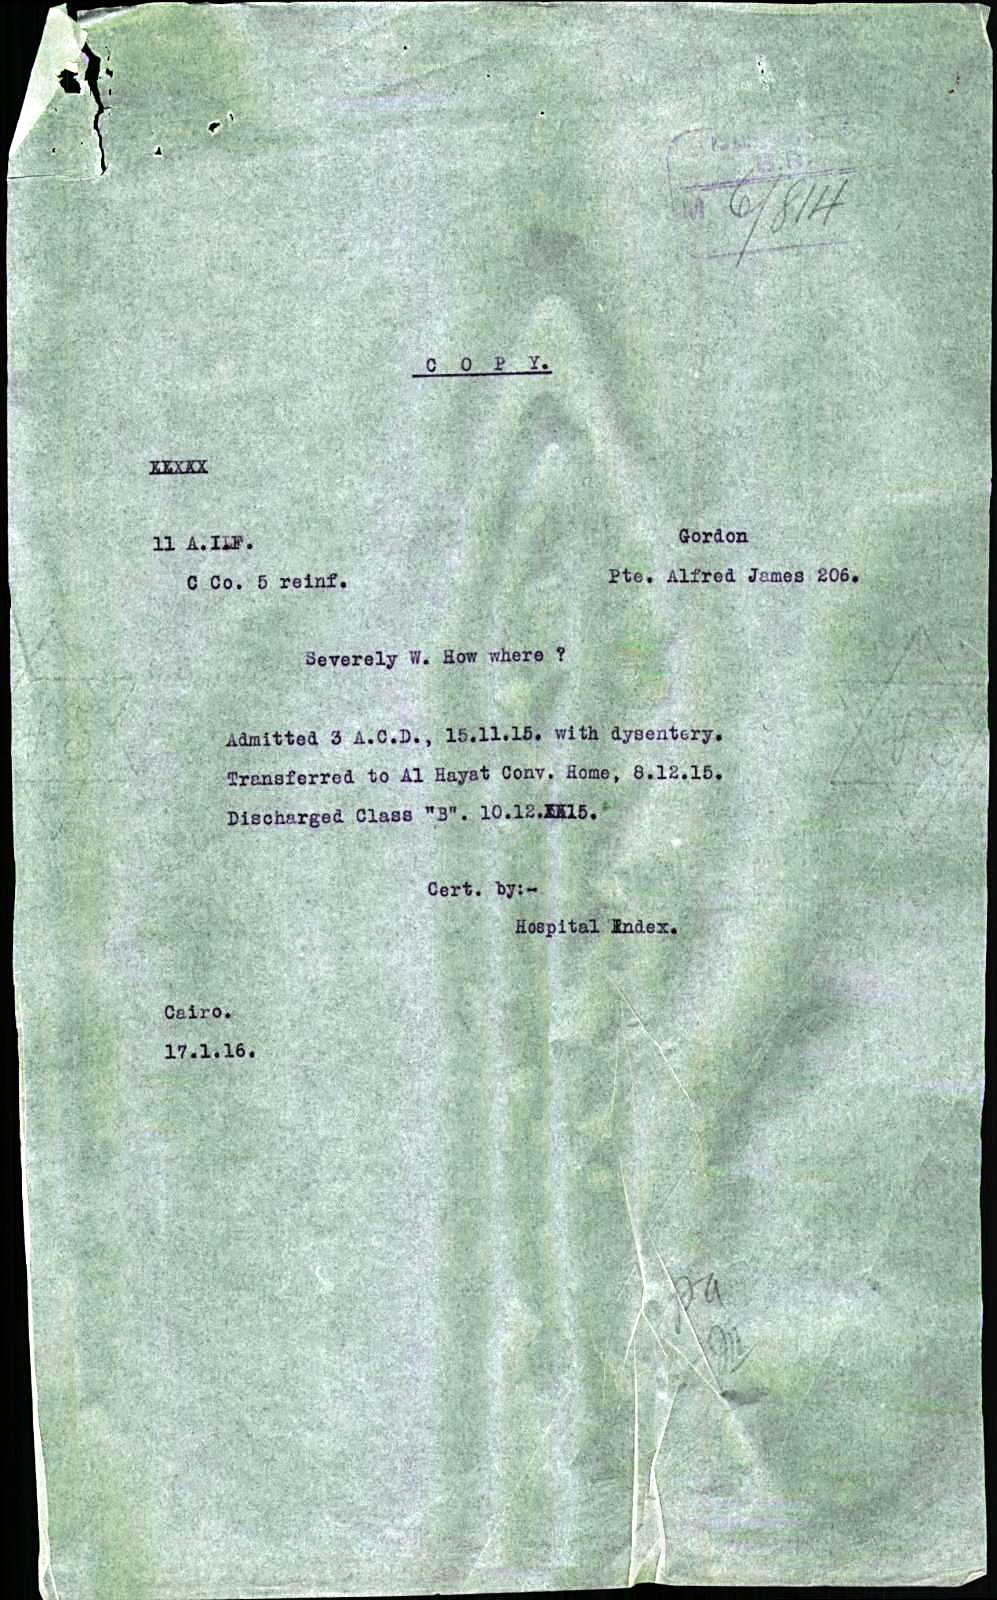 B.R.
M 6/814
C O P Y.
11 A.I.F. Gordon
C Co. 5 reinf. Pte. Alfred James 206.
Severely W. How where ?
Admitted 3 A.C.D., 15.11.15. with dysentery.
Transferred to Al Hayat Conv. Home, 8.12.15.
Discharged Class "B". 10.12.15.
Cert. by:-
Hospital Index.
Cairo.
17.1.16.
pa
m